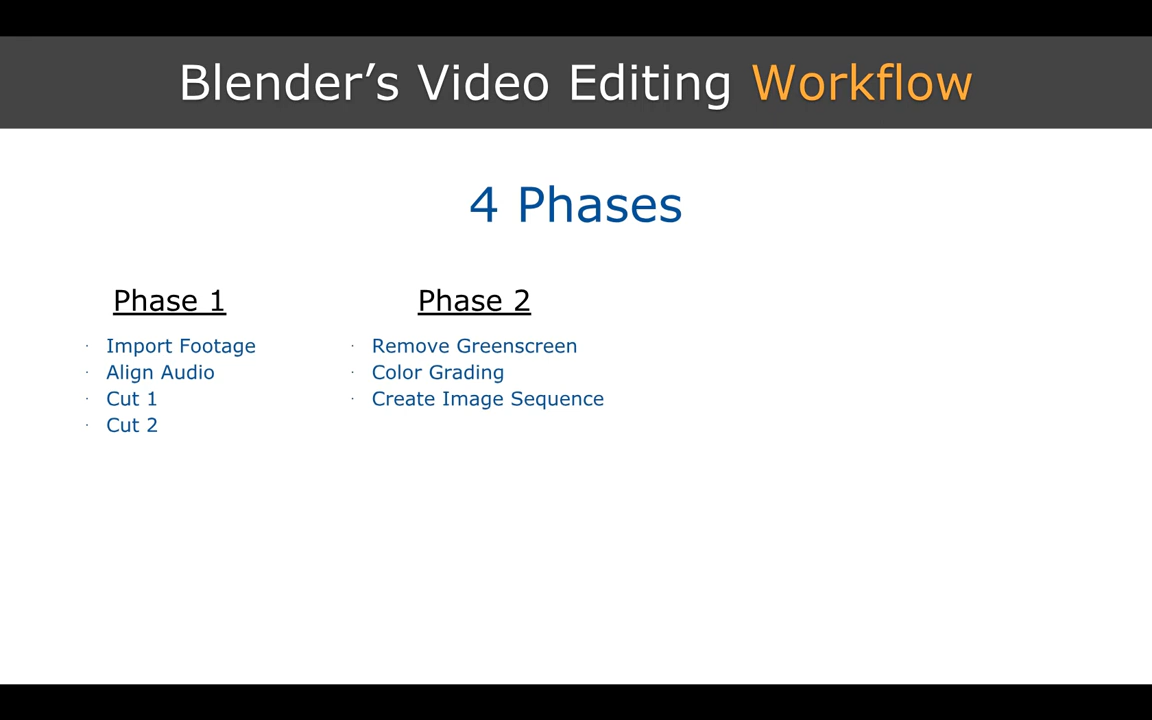 Blender’s Video Editing Workflow
4 Phases
Phase 1
· Import Footage
· Align Audio
· Cut 1
· Cut 2
Phase 2
· Remove Greenscreen
· Color Grading
· Create Image Sequence